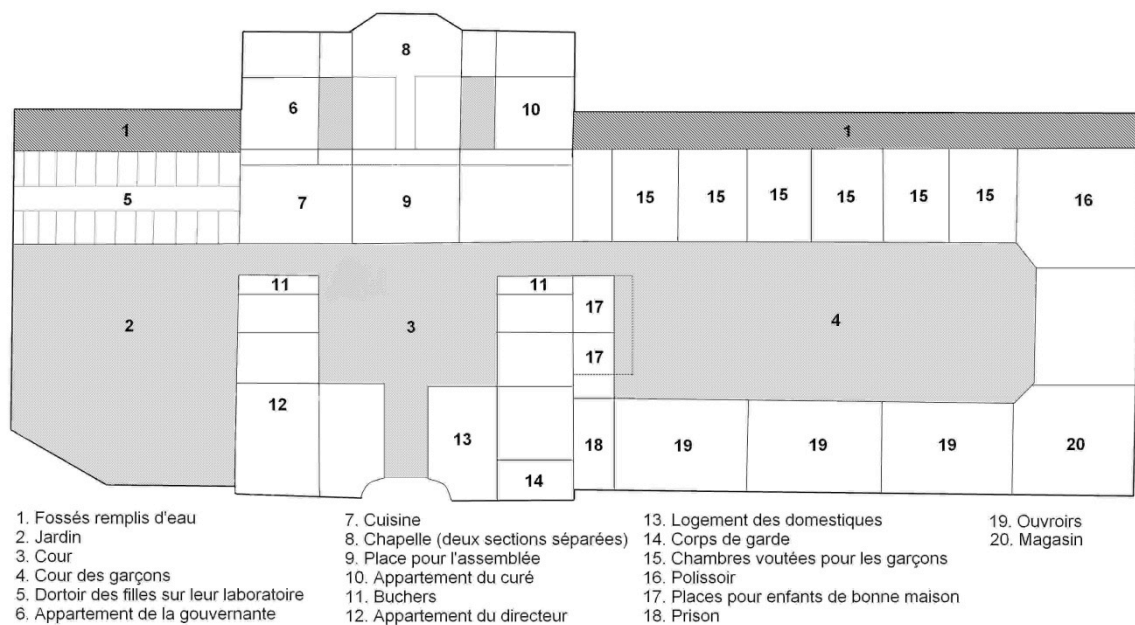 8
6
10
1
1
5
7
9
15
15
15
15
15
15
16
11
11
2
3
17
4
17
12
13
18
19
19
19
20
14
1. Fossés remplis d'eau
2. Jardin
3. Cour
4. Cour des garçons
5. Dortoir des filles sur leur laboratoire
6. Appartement de la gouvernante
7. Cuisine
8. Chapelle (deux sections séparées)
9. Place pour l'assemblée
10. Appartement du curé
11. Buchers
12. Appartement du directeur
13. Logement des domestiques
14. Corps de garde
15. Chambres voutées pour les garçons
16. Polissoir
17. Places pour enfants de bonne maison
18. Prison
19. Ouvroirs
20. Magasin